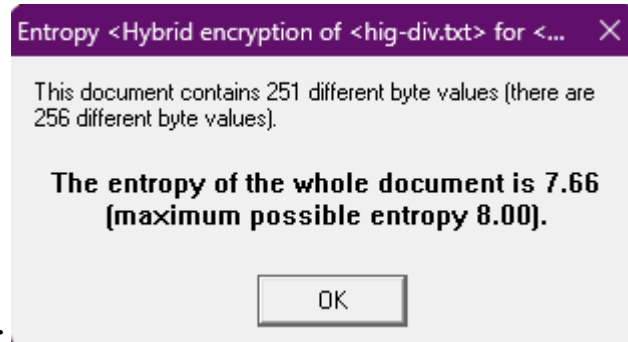 Entropy <Hybrid encryption of <hig-div.txt> for <...
This document contains 251 different byte values (there are
256 different byte values).
The entropy of the whole document is 7.66
(maximum possible entropy 8.00).
OK
.